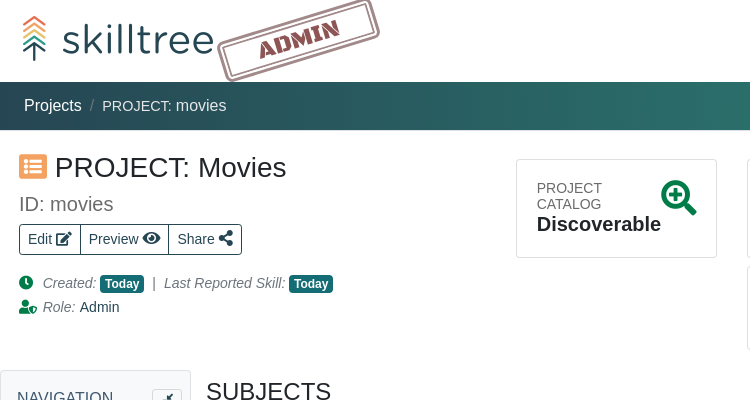 skilltree
ADMIN
Projects / PROJECT: movies
PROJECT: Movies
ID: movies
Edit Preview Share
Created: Today | Last Reported Skill: Today
Role: Admin
PROJECT
CATALOG
Discoverable
NAVIGATION
SUBJECTS